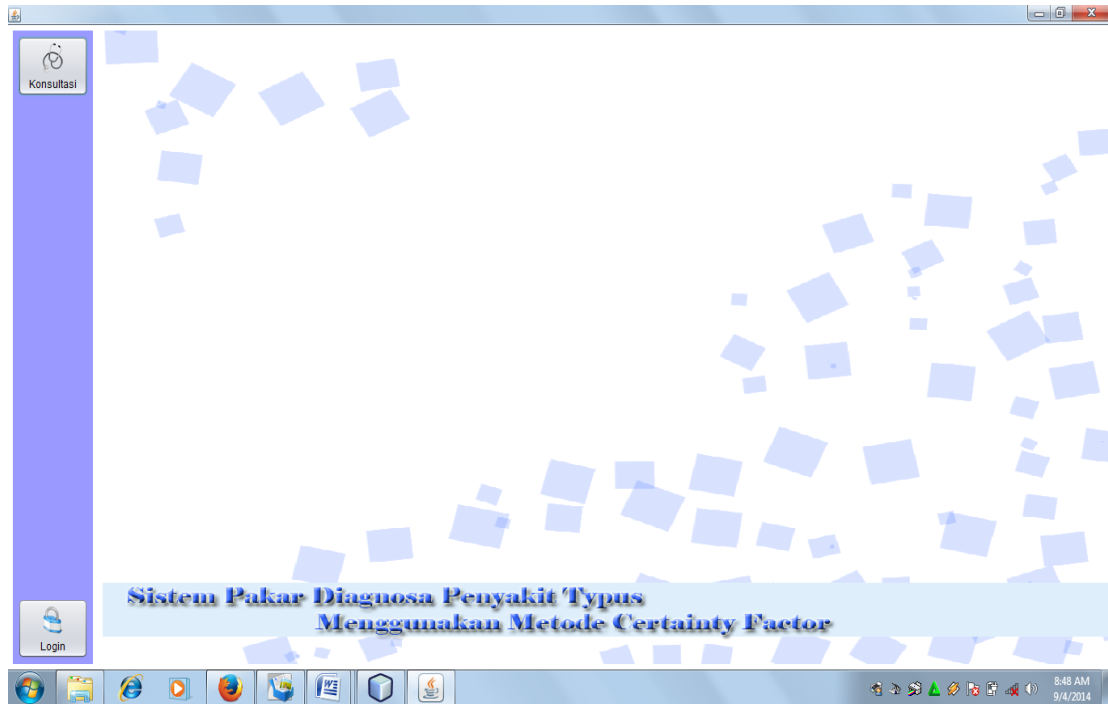 Konsultasi
Sistem Pakar Diagnosa Penyakit Typus
Menggunakan Metode Certainty Factor
Login
8:48 AM
9/4/2014